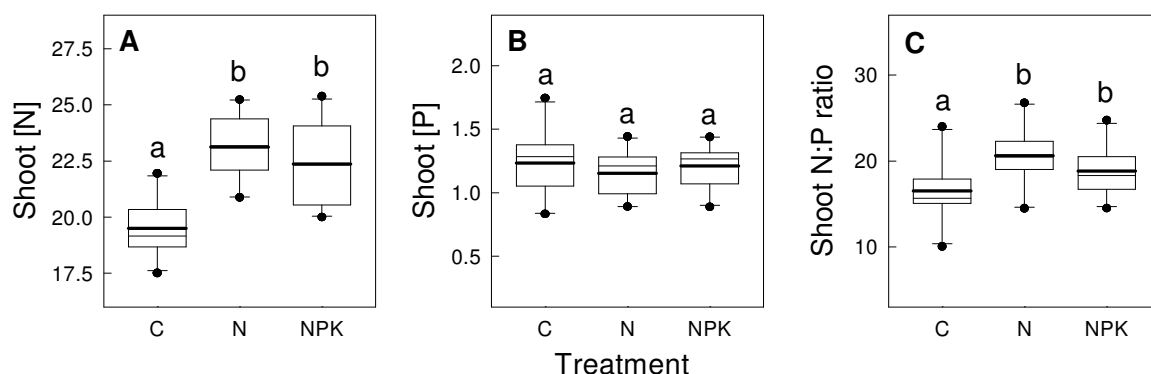 A
Shoot [N]
27.5
25.0
22.5
20.0
17.5
a
b
b
C
N
NPK
B
Shoot [P]
2.0
1.5
1.0
0.5
a
a
a
C
N
NPK
C
Shoot N:P ratio
30
20
10
a
b
b
C
N
NPK
Treatment